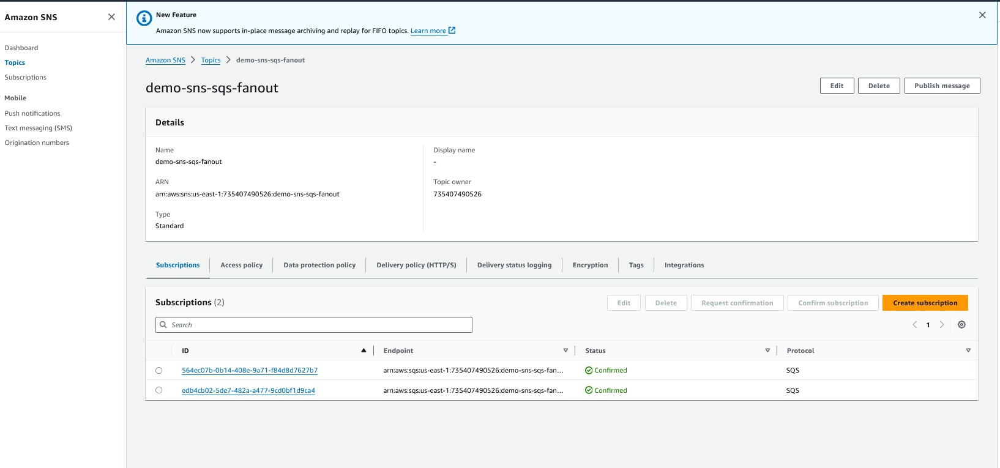 Amazon SNS
Dashboard
Topics
Subscriptions
Mobile
Push notifications
Text messaging (SMS)
Origination numbers
New Feature
Amazon SNS now supports in-place message archiving and replay for FIFO topics. Learn more
Amazon SNS > Topics > demo-sns-sqs-fanout
demo-sns-sqs-fanout
Edit Delete Publish message
Details
Name
demo-sns-sqs-fanout
ARN
arn:aws:sns:us-east-1:735407490526:demo-sns-sqs-fanout
Type
Standard
Display name
-
Topic owner
735407490526
Subscriptions Access policy Data protection policy Delivery policy (HTTP/S) Delivery status logging Encryption Tags Integrations
Subscriptions (2)
Edit Delete Request confirmation Confirm subscription Create subscription
Search
1
ID Endpoint Status Protocol
564ec07b-0b14-408e-9a71-f84d8d7627b7 arn:aws:sqs:us-east-1:735407490526:demo-sns-sqs-fan... Confirmed SQS
edb4cb02-5de7-482a-a477-9cd0bf1d9ca4 arn:aws:sqs:us-east-1:735407490526:demo-sns-sqs-fan... Confirmed SQS